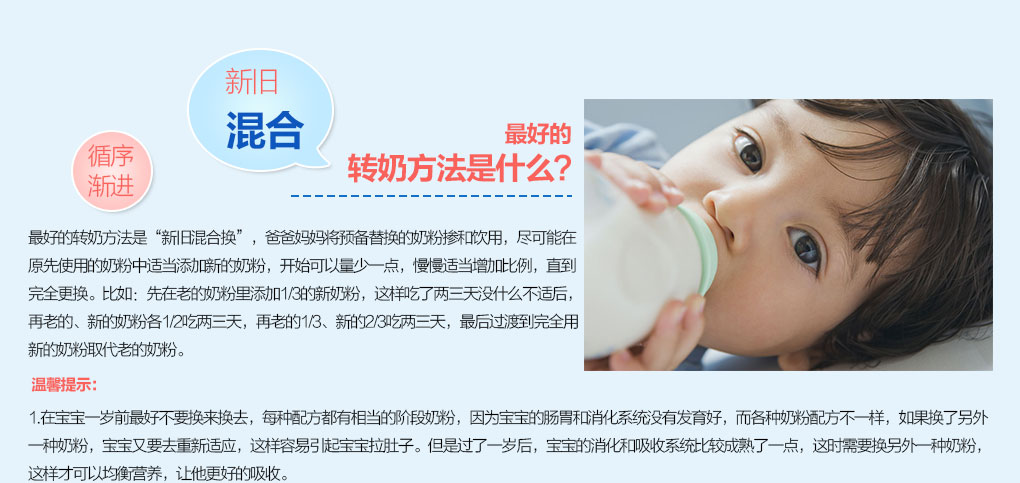 新旧
混合
循序
渐进
最好的
转奶方法是什么?
最好的转奶方法是“新旧混合换”，爸爸妈妈将预备替换的奶粉掺和饮用，尽可能在
原先使用的奶粉中适当添加新的奶粉，开始可以量少一点，慢慢适当增加比例，直到
完全更换。比如：先在老的奶粉里添加1/3的新奶粉，这样吃了两三天没什么不适后，
再老的、新的奶粉各1/2吃两三天，再老的1/3、新的2/3吃两三天，最后过渡到完全用
新的奶粉取代老的奶粉。
温馨提示：
1.在宝宝一岁前最好不要换来换去，每种配方都有相当的阶段奶粉，因为宝宝的肠胃和消化系统没有发育好，而各种奶粉配方不一样，如果换了另外
一种奶粉，宝宝又要去重新适应，这样容易引起宝宝拉肚子。但是过了一岁后，宝宝的消化和吸收系统比较成熟了一点，这时需要换另外一种奶粉，
这样才可以均衡营养，让他更好的吸收。